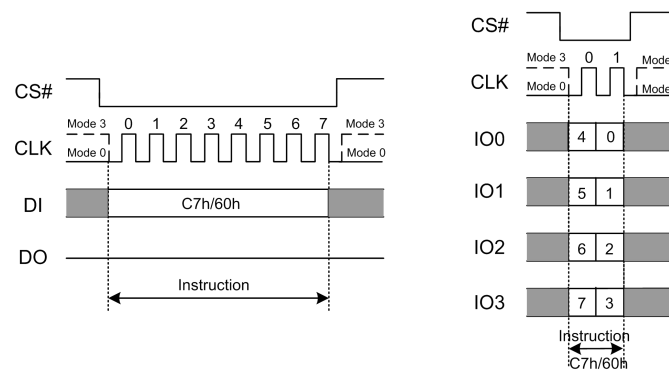 CS#
Mode 3 0 1 2 3 4 5 6 7 Mode 3
CLK
Mode 0 Mode 0
DI C7h/60h
DO
Instruction
CS#
Mode 3 0 1 Mode
CLK
Mode 0 Mode
IO0 4 0
IO1 5 1
IO2 6 2
IO3 7 3
Instruction
C7h/60h